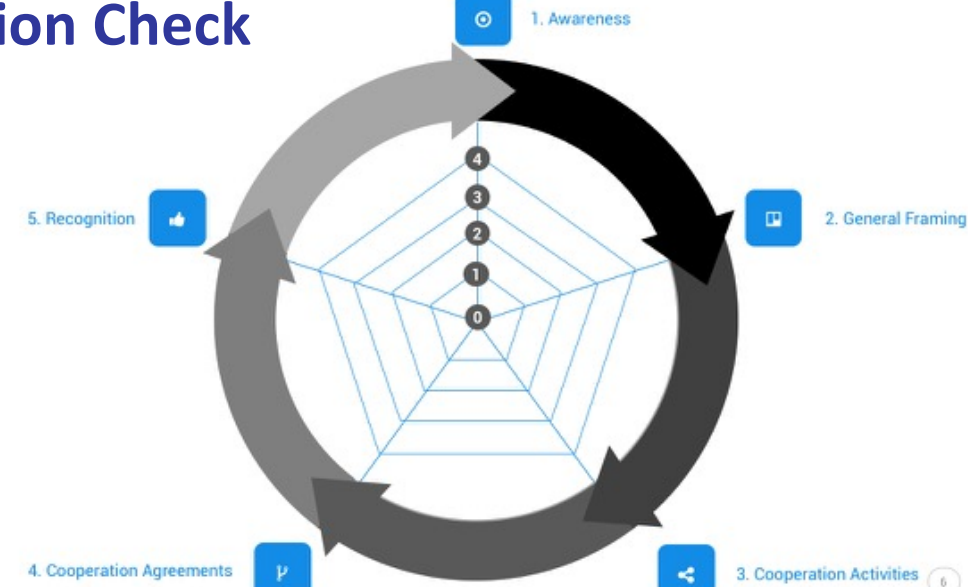 ion Check
1. Awareness
4
3
5. Recognition
2. General Framing
2
1
0
4. Cooperation Agreements
3. Cooperation Activities
6